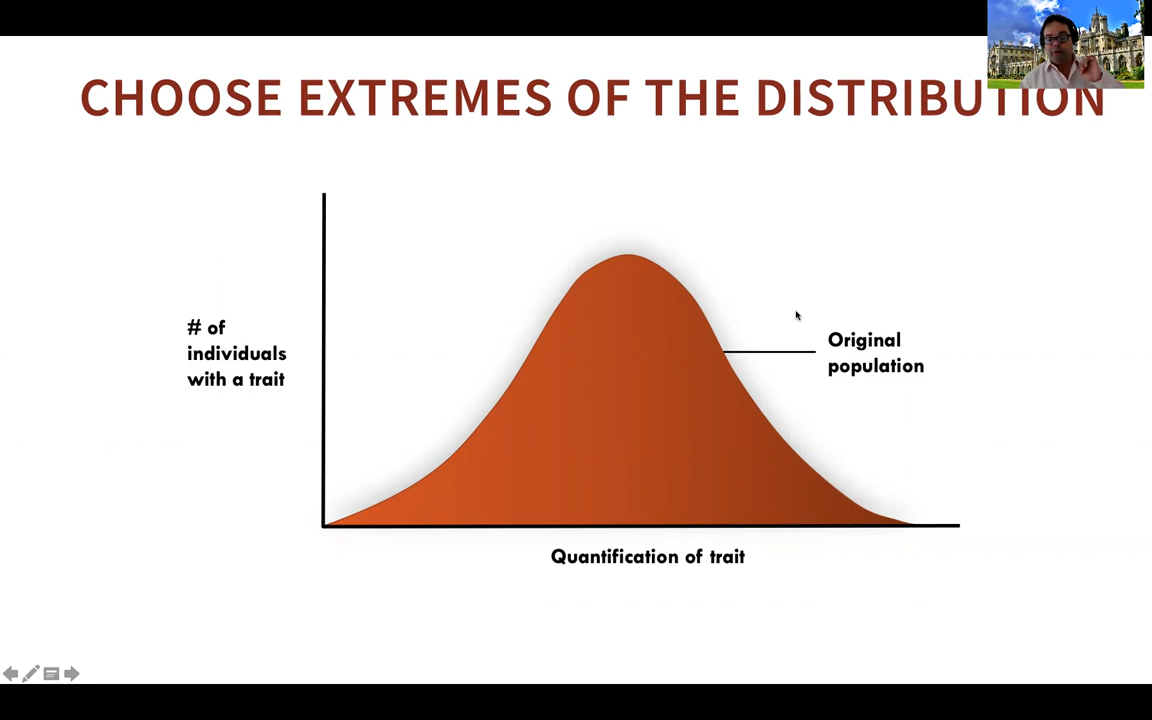 CHOOSE EXTREMES OF THE DISTRIBUTION
# of
individuals
with a trait
Original
population
Quantification of trait